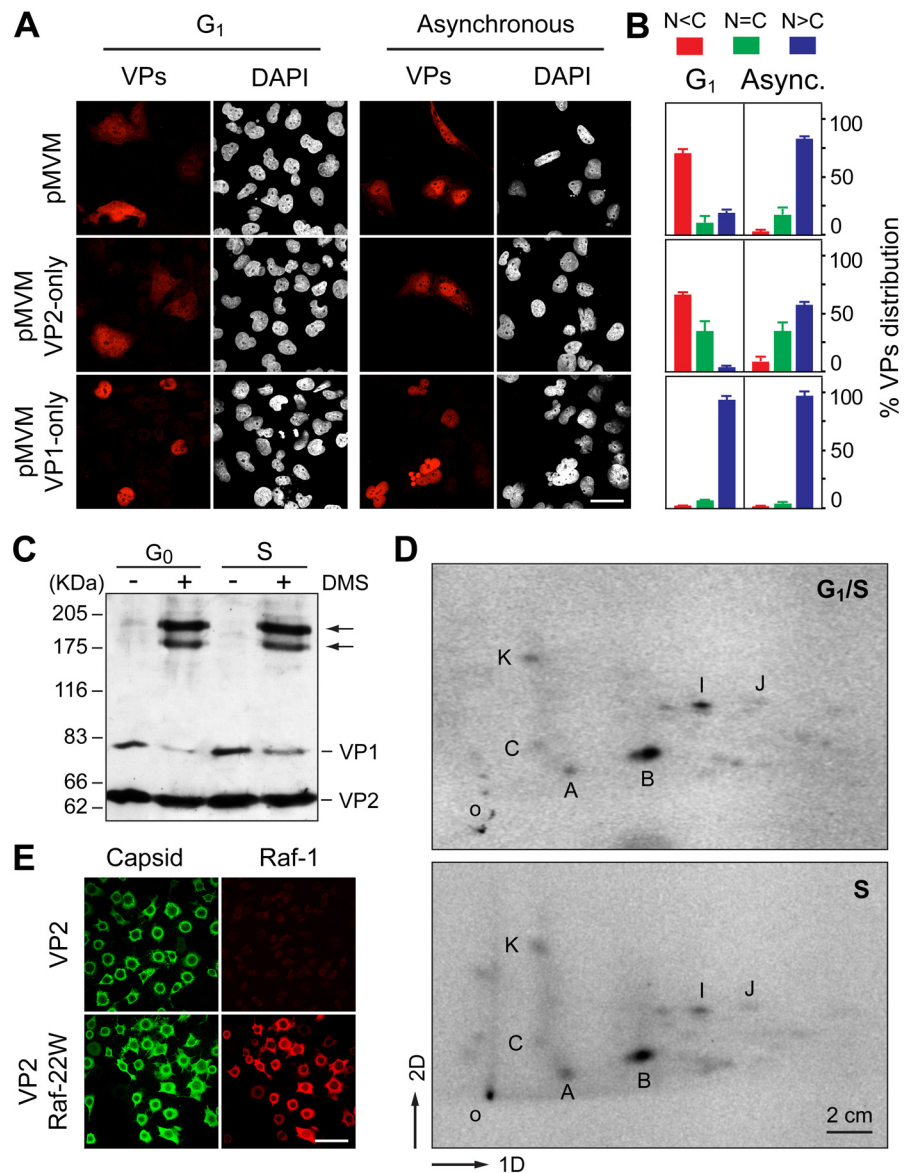 A
G₁
Asynchronous
VPs
DAPI
VPs
DAPI
pMVM
pMVM
VP2-only
pMVM
VP1-only
B
N<C
N=C
N>C
G₁
Async.
100
50
0
100
50
0
100
50
0
% VPs distribution
C
G₀
S
(KDa)
-
+
-
+
DMS
205
175
116
83
VP1
66
VP2
62
D
G₁/S
K
I
J
C
B
A
o
S
K
I
J
C
B
A
o
2 cm
2D
1D
E
Capsid
Raf-1
VP2
VP2
Raf-22W